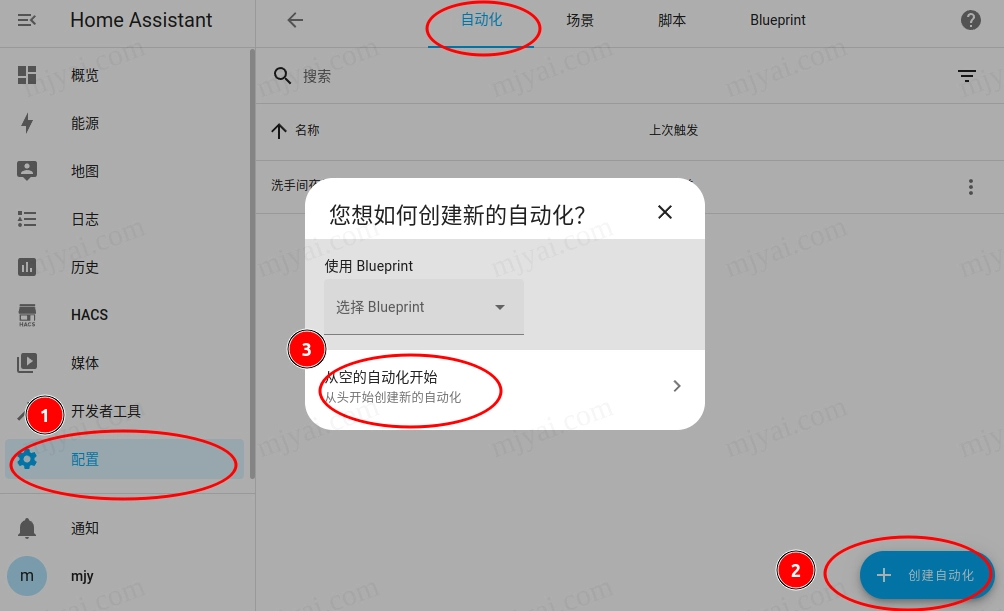 Home Assistant
自动化
场景
脚本
Blueprint
概览
搜索
能源
名称
上次触发
地图
洗手间夜
日志
您想如何创建新的自动化?
历史
使用 Blueprint
HACS
HACS
选择 Blueprint
3
媒体
从空的自动化开始
从头开始创建新的自动化
开发者工具
1
配置
通知
2
创建自动化
m
mjy
mjyai.com